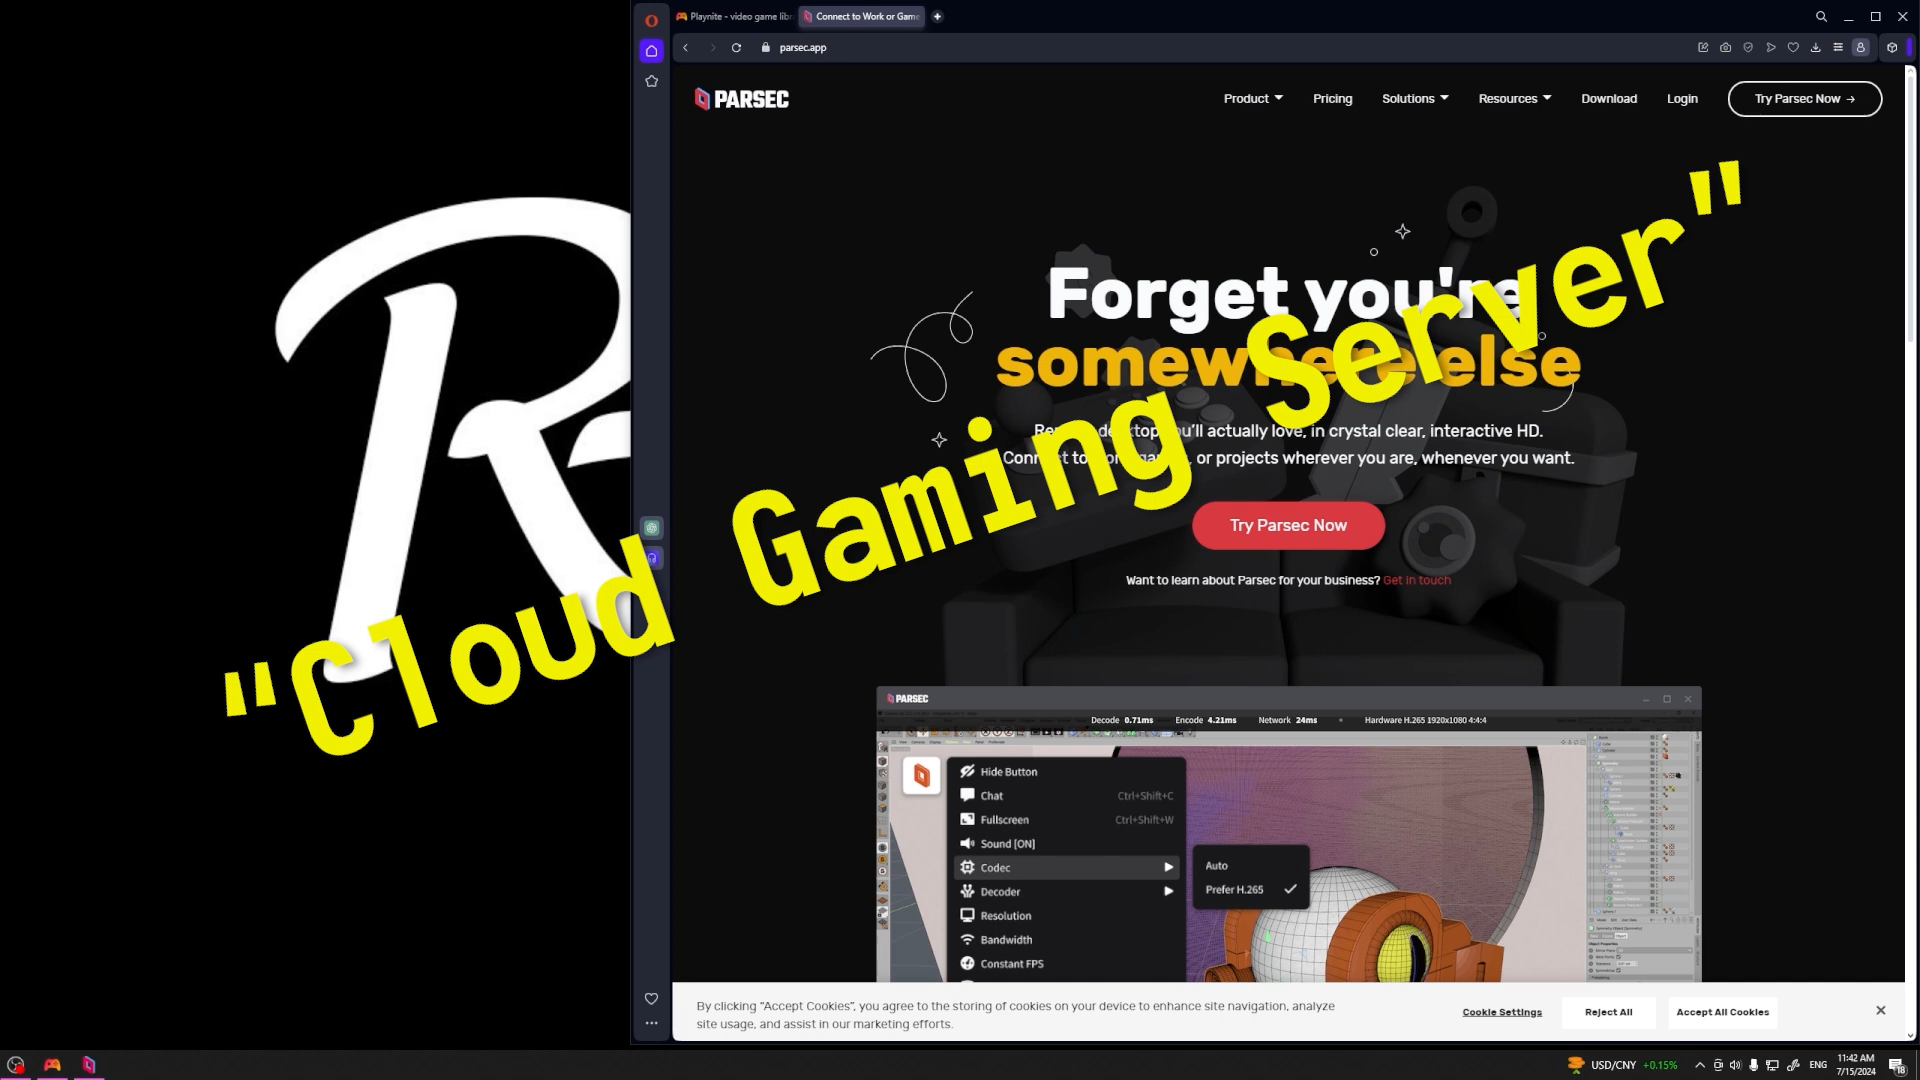 Playnite - video game lib
Connect to Work or Game
parsec.app
PARSEC
Product
Pricing
Solutions
Resources
Download
Login
Try Parsec Now →
"Cloud Gaming Server"
Forget you're
somewhere else
you'll actually love, in crystal clear, interactive HD.
or projects wherever you are, whenever you want.
Try Parsec Now
Want to learn about Parsec for your business? Get in touch
PARSEC
Decode 0.71ms Encode 4.21ms Network 24ms • Hardware H.265 1920x1080 4:4:4
Hide Button
Chat Ctrl+Shift+C
Fullscreen Ctrl+Shift+W
Sound [ON]
Codec
Auto
Decoder
Prefer H.265
Resolution
Bandwidth
Constant FPS
By clicking “Accept Cookies”, you agree to the storing of cookies on your device to enhance site navigation, analyze
site usage, and assist in our marketing efforts.
Cookie Settings
Reject All
Accept All Cookies
USD/CNY +0.15%
ENG
11:42 AM
7/15/2024
18